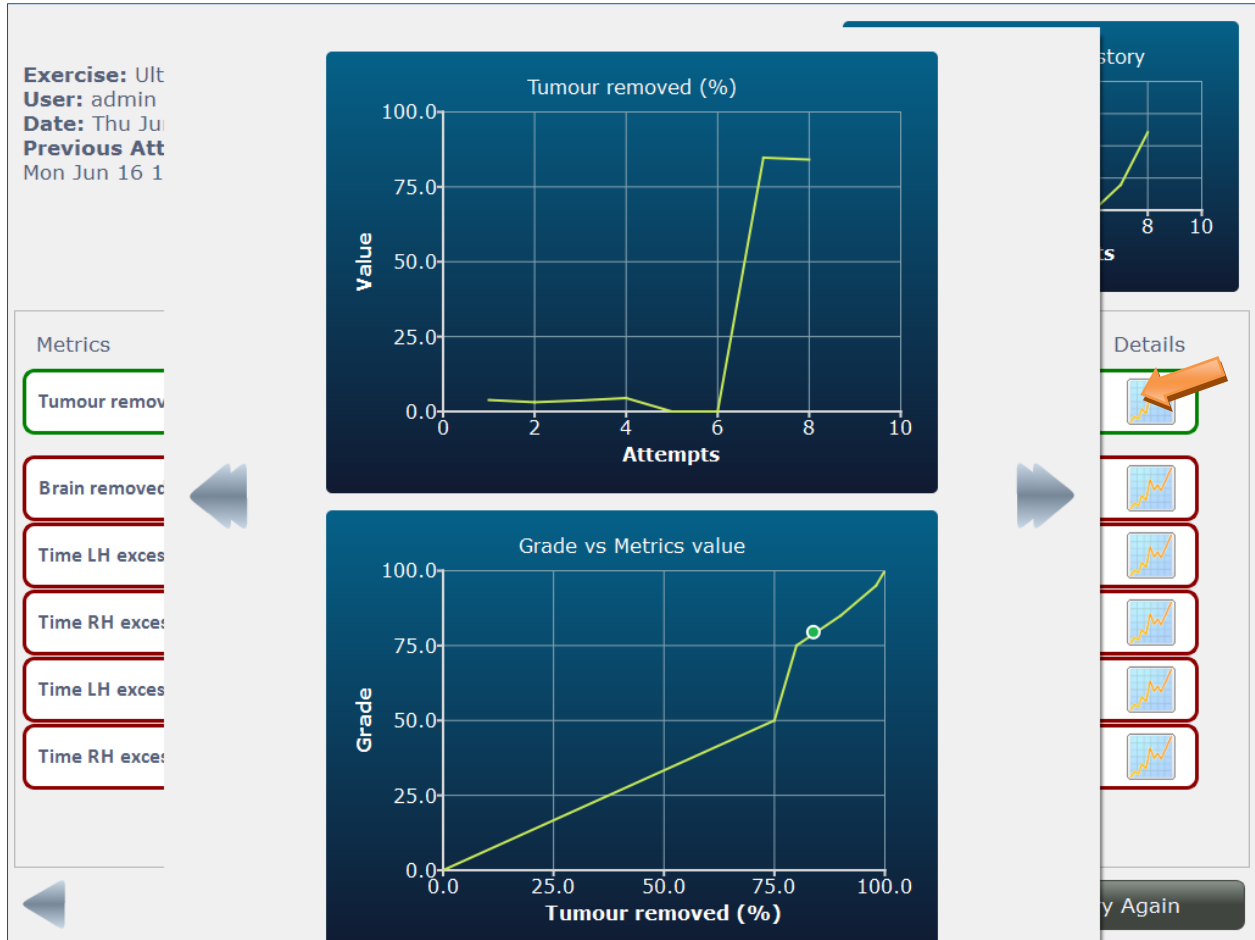 Exercise: Ult
User: admin
Date: Thu Ju
Previous Att
Mon Jun 16 1
story
8 10
ts
Tumour removed (%)
100.0
75.0
50.0
25.0
0.0
Value
0 2 4 6 8 10
Attempts
Metrics
Details
Tumour remov
Brain removed
Time LH exces
Time RH exces
Time LH exces
Time RH exces
Grade vs Metrics value
100.0
75.0
50.0
25.0
0.0
Grade
0.0 25.0 50.0 75.0 100.0
Tumour removed (%)
y Again